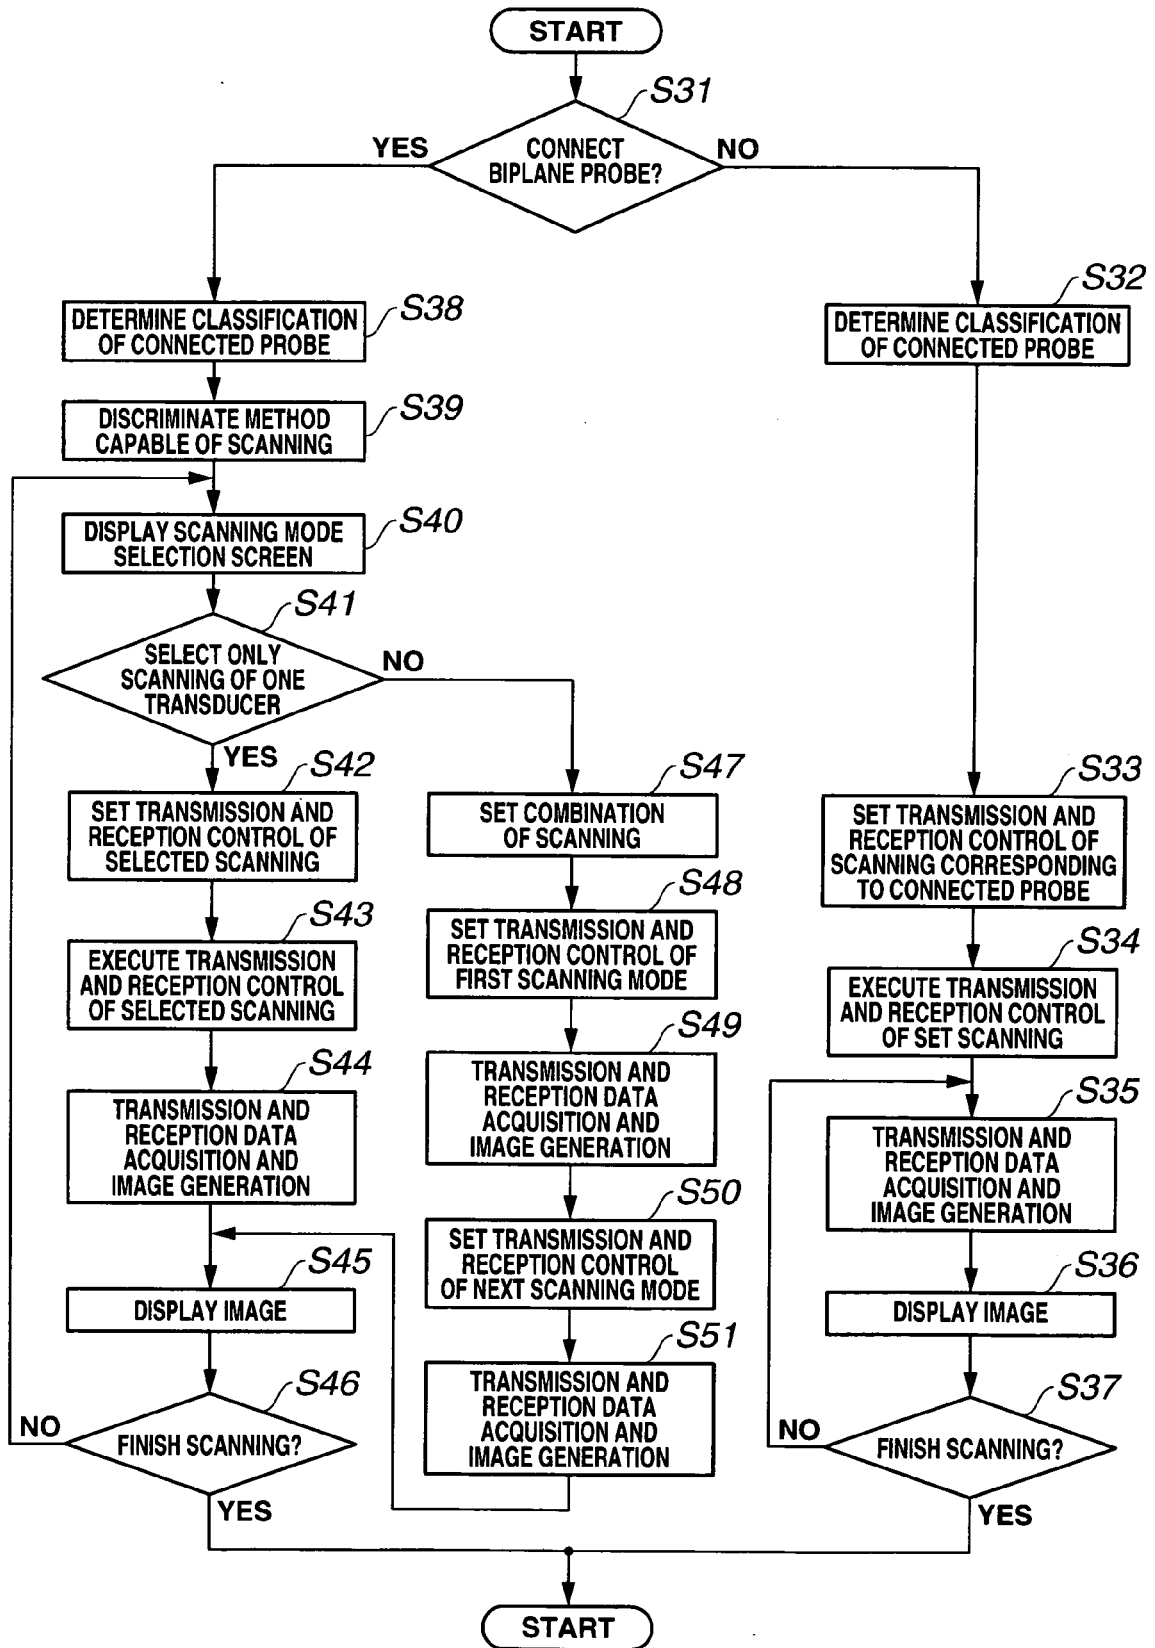 START
S31
CONNECT
BIPLANE PROBE?
YES
NO
S38
DETERMINE CLASSIFICATION
OF CONNECTED PROBE
S32
DETERMINE CLASSIFICATION
OF CONNECTED PROBE
S39
DISCRIMINATE METHOD
CAPABLE OF SCANNING
S40
DISPLAY SCANNING MODE
SELECTION SCREEN
S41
SELECT ONLY
SCANNING OF ONE
TRANSDUCER
NO
YES
S42
SET TRANSMISSION AND
RECEPTION CONTROL OF
SELECTED SCANNING
S43
EXECUTE TRANSMISSION
AND RECEPTION CONTROL
OF SELECTED SCANNING
S44
TRANSMISSION AND
RECEPTION DATA
ACQUISITION AND
IMAGE GENERATION
S45
DISPLAY IMAGE
S46
FINISH SCANNING?
NO
YES
S47
SET COMBINATION
OF SCANNING
S48
SET TRANSMISSION AND
RECEPTION CONTROL OF
FIRST SCANNING MODE
S49
TRANSMISSION AND
RECEPTION DATA
ACQUISITION AND
IMAGE GENERATION
S50
SET TRANSMISSION AND
RECEPTION CONTROL
OF NEXT SCANNING MODE
S51
TRANSMISSION AND
RECEPTION DATA
ACQUISITION AND
IMAGE GENERATION
S33
SET TRANSMISSION AND
RECEPTION CONTROL OF
SCANNING CORRESPONDING
TO CONNECTED PROBE
S34
EXECUTE TRANSMISSION
AND RECEPTION CONTROL
OF SET SCANNING
S35
TRANSMISSION AND
RECEPTION DATA
ACQUISITION AND
IMAGE GENERATION
S36
DISPLAY IMAGE
S37
FINISH SCANNING?
NO
YES
START